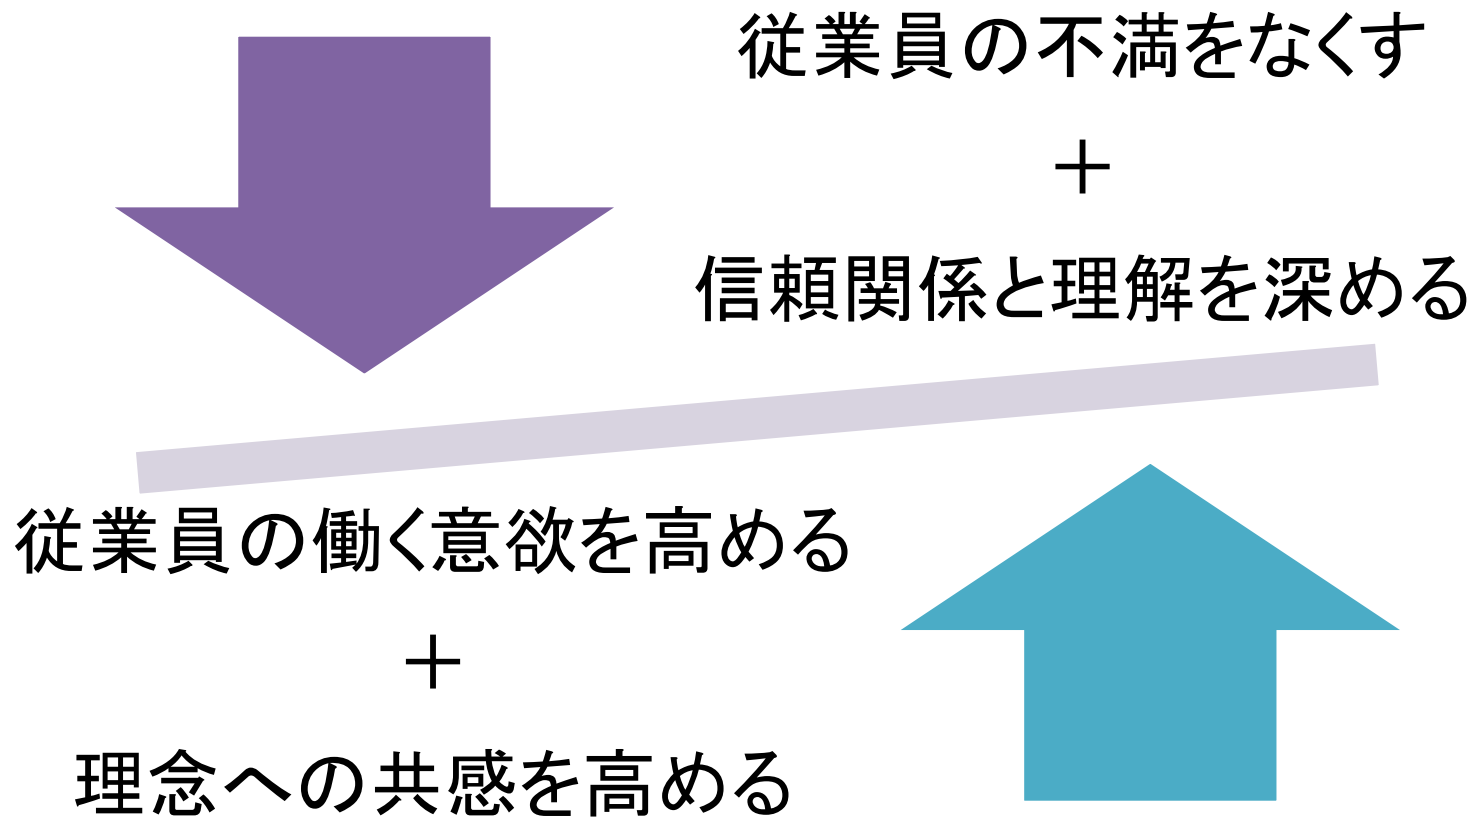 従業員の不満をなくす
＋
信頼関係と理解を深める
従業員の働く意欲を高める
＋
理念への共感を高める